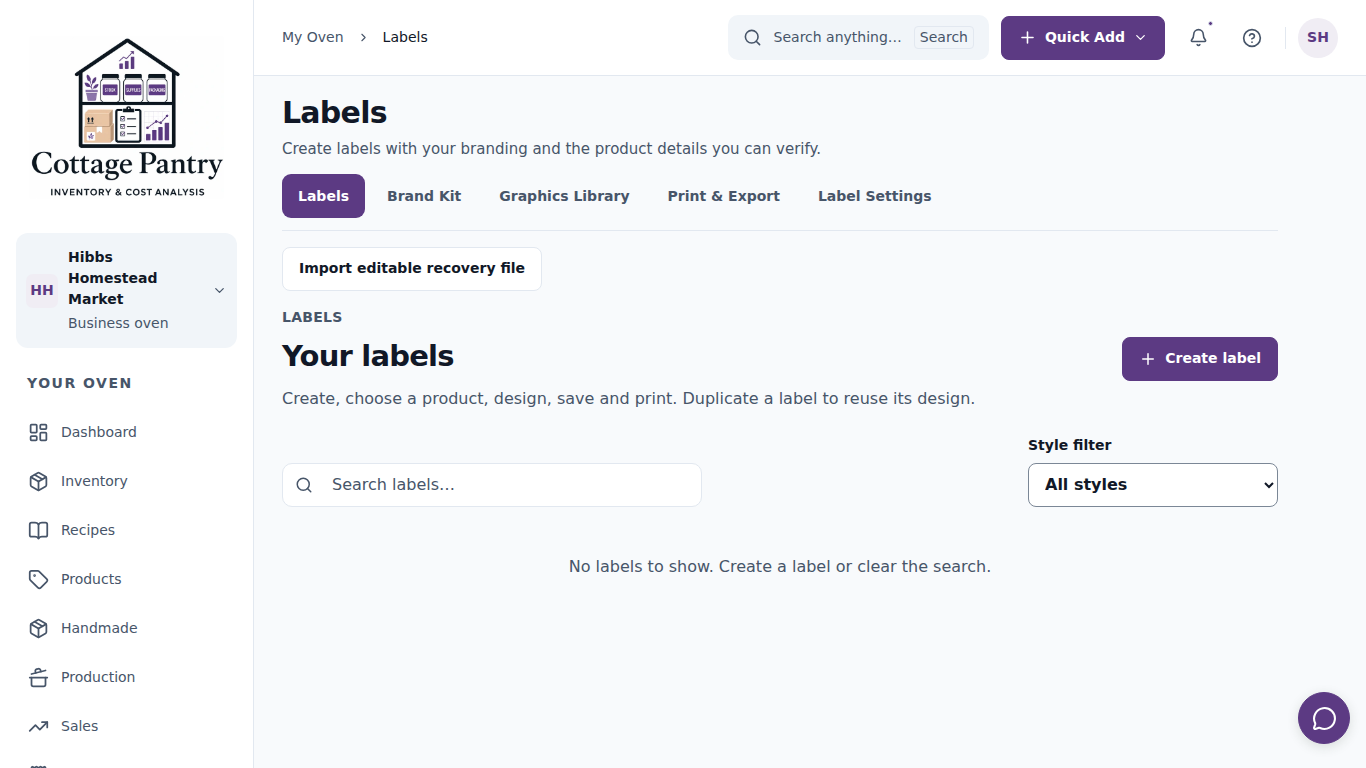 Cottage Pantry
INVENTORY & COST ANALYSIS
HH
Hibbs
Homestead
Market
Business oven
YOUR OVEN
Dashboard
Inventory
Recipes
Products
Handmade
Production
Sales
My Oven
Labels
Search anything...
Search
Quick Add
SH
Labels
Create labels with your branding and the product details you can verify.
Labels
Brand Kit
Graphics Library
Print & Export
Label Settings
Import editable recovery file
LABELS
Your labels
Create label
Create, choose a product, design, save and print. Duplicate a label to reuse its design.
Style filter
Search labels...
All styles
No labels to show. Create a label or clear the search.